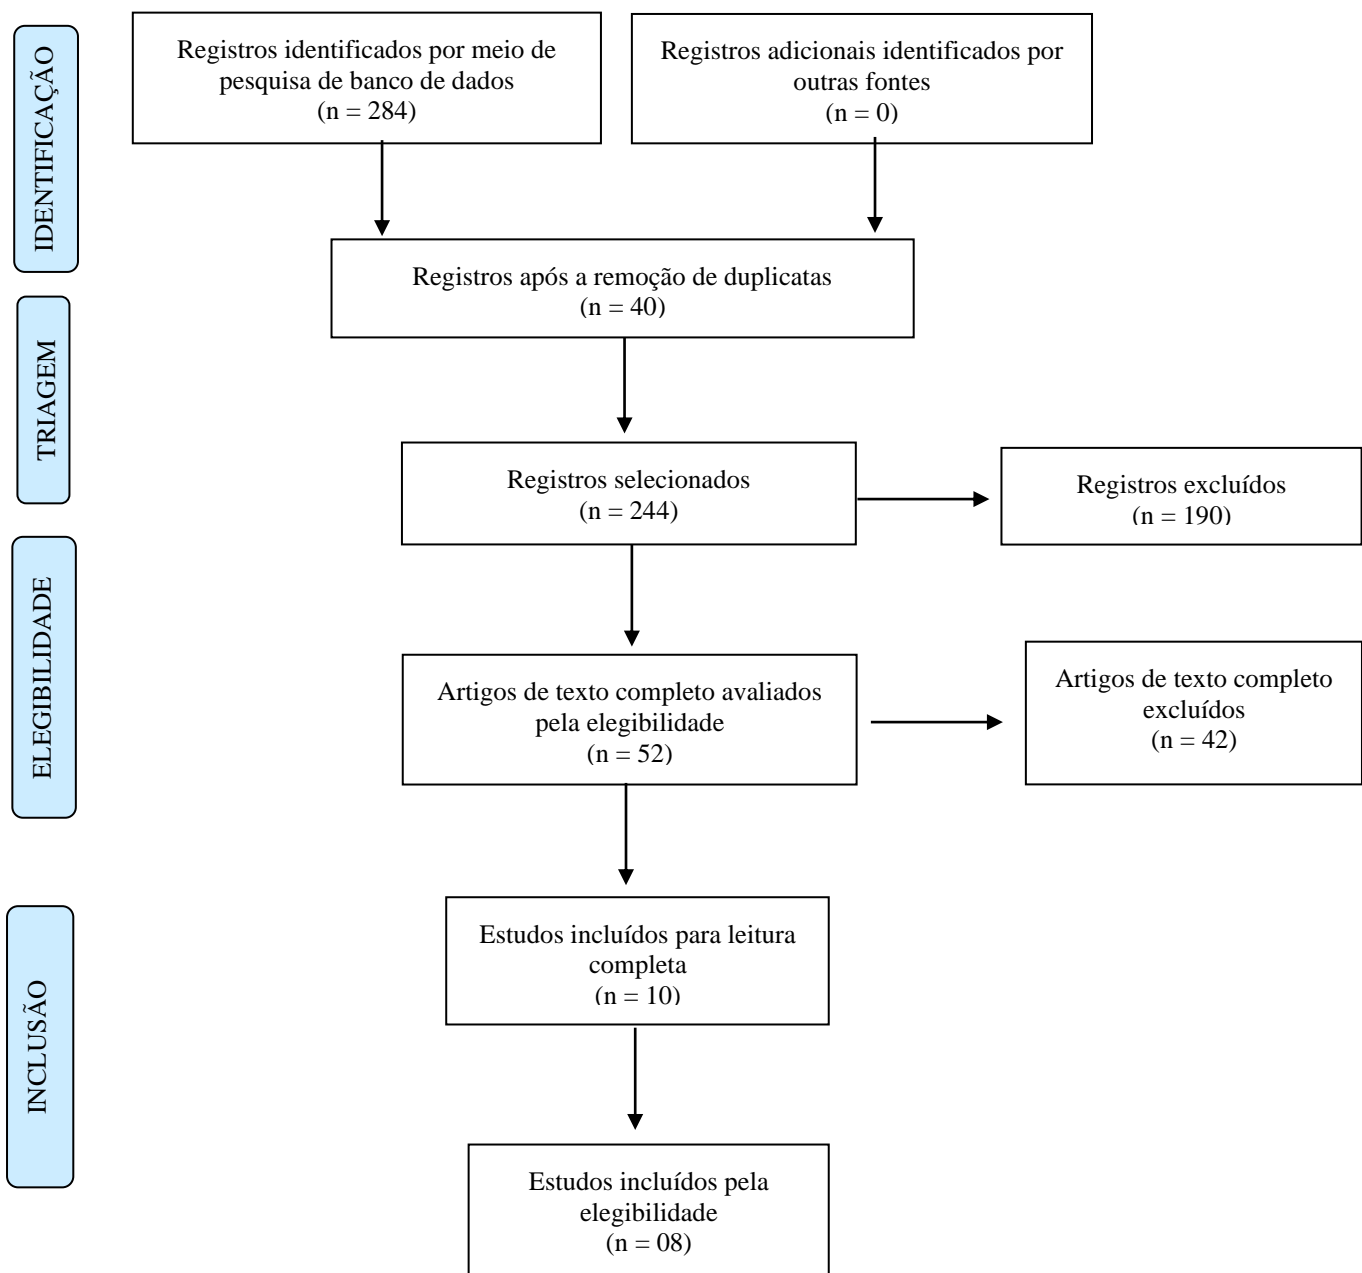 IDENTIFICAÇÃO
Registros identificados por meio de
pesquisa de banco de dados
(n = 284)
Registros adicionais identificados por
outras fontes
(n = 0)
Registros após a remoção de duplicatas
(n = 40)
TRIAGEM
Registros selecionados
(n = 244)
Registros excluídos
(n = 190)
ELEGIBILIDADE
Artigos de texto completo avaliados
pela elegibilidade
(n = 52)
Artigos de texto completo
excluídos
(n = 42)
INCLUSÃO
Estudos incluídos para leitura
completa
(n = 10)
Estudos incluídos pela
elegibilidade
(n = 08)